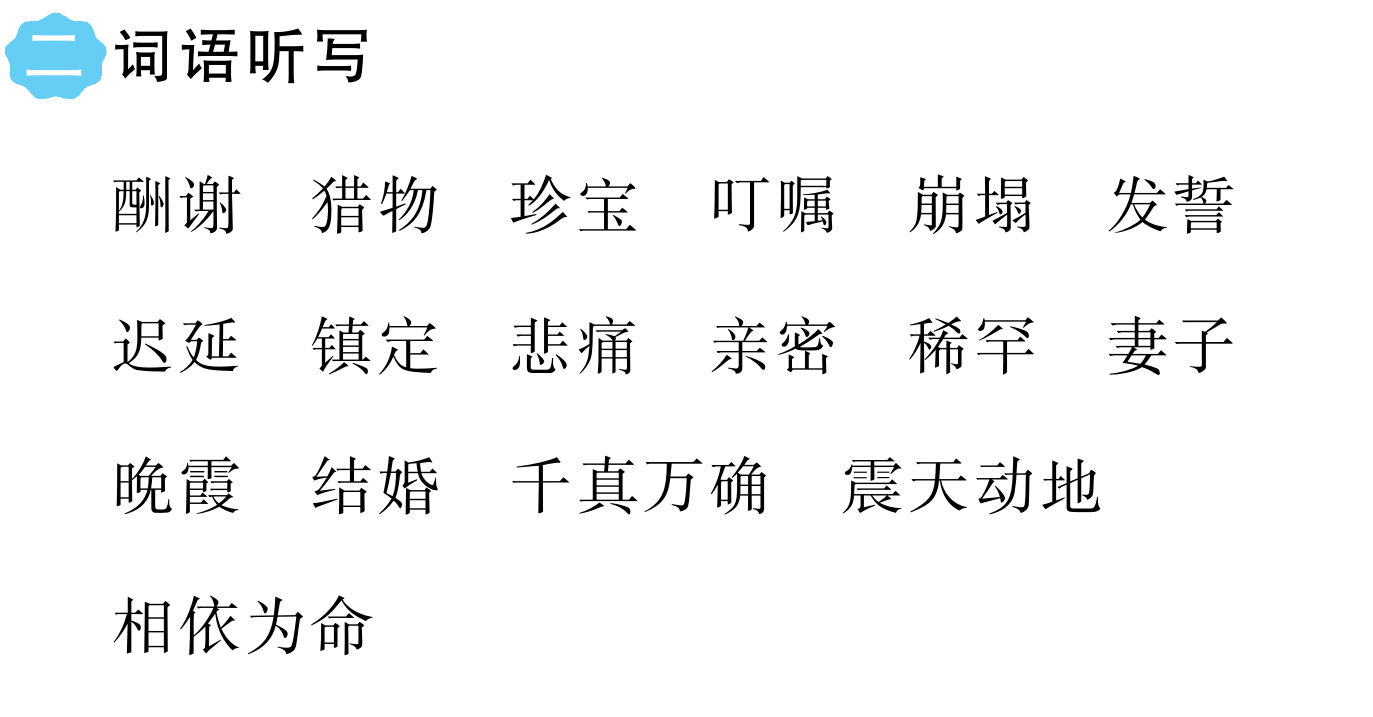 二 词语听写
酬谢 猎物 珍宝 叮嘱 崩塌 发誓
迟延 镇定 悲痛 亲密 稀罕 妻子
晚霞 结婚 千真万确 震天动地
相依为命